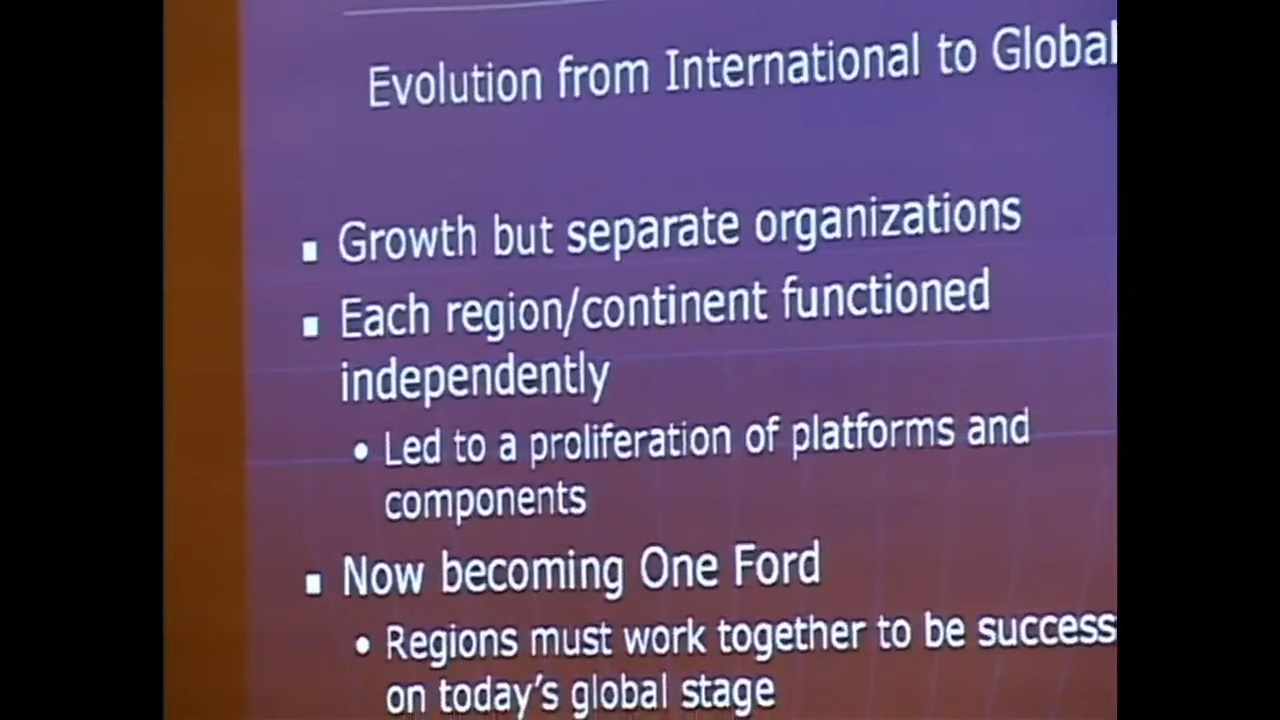 Evolution from International to Global
▪ Growth but separate organizations
▪ Each region/continent functioned
independently
• Led to a proliferation of platforms and
components
▪ Now becoming One Ford
• Regions must work together to be success
on today's global stage